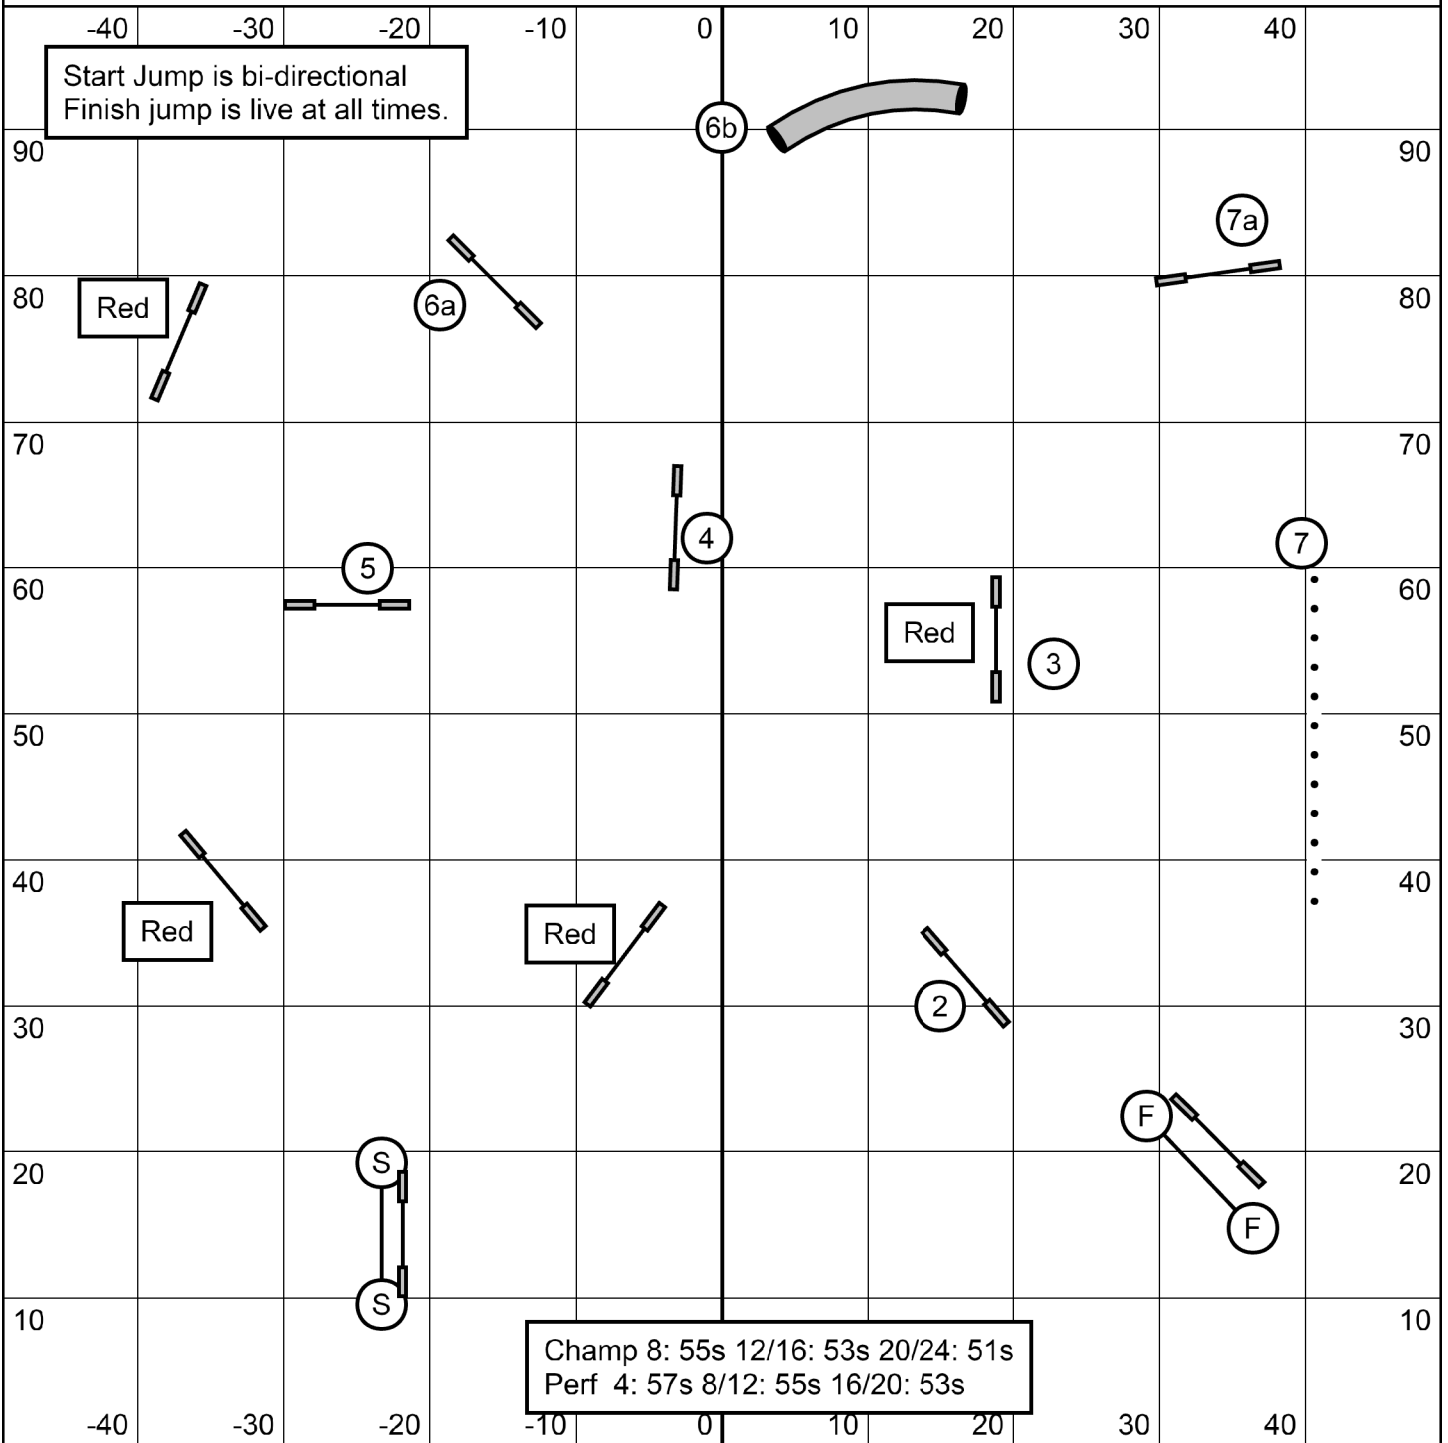 -40 -30 -20 -10 0 10 20 30 40
Start Jump is bi-directional
Finish jump is live at all times.
6b
90 90
7a
80 Red 6a 80
70 70
4 7
5
60 60
Red 3
50 50
40 40
Red Red
2
30 30
F
S
20 20
F
S
10 10
Champ 8: 55s 12/16: 53s 20/24: 51s
Perf 4: 57s 8/12: 55s 16/20: 53s
-40 -30 -20 -10 0 10 20 30 40